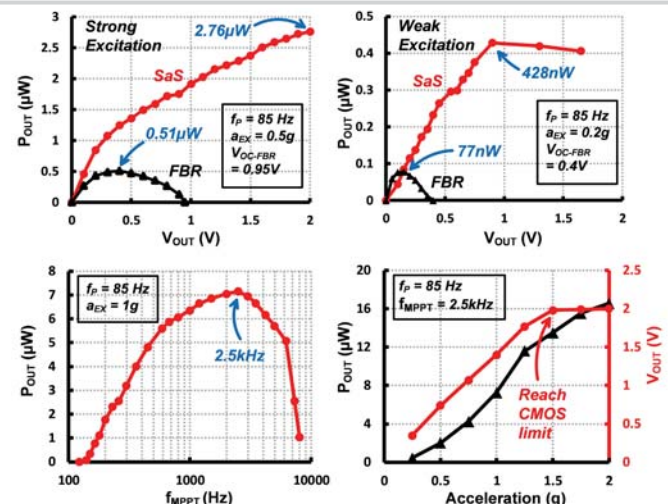 Strong
Excitation
2.76µW
SaS
0.51µW
FBR
fP = 85 Hz
aEX = 0.5g
VOC-FBR
= 0.95V
POUT (µW)
3
2.5
2
1.5
1
0.5
0
0 0.5 1 1.5 2
VOUT (V)
Weak
Excitation
SaS
428nW
77nW
FBR
fP = 85 Hz
aEX = 0.2g
VOC-FBR
= 0.4V
POUT (µW)
0.5
0.4
0.3
0.2
0.1
0
0 0.5 1 1.5 2
VOUT (V)
fP = 85 Hz
aEX = 1g
2.5kHz
POUT (µW)
8
7
6
5
4
3
2
1
0
100 1000 10000
fMPPT (Hz)
fP = 85 Hz
fMPPT = 2.5kHz
Reach
CMOS
limit
POUT (µW)
20
16
12
8
4
0
VOUT (V)
2.5
2
1.5
1
0.5
0
0 0.5 1 1.5 2
Acceleration (g)